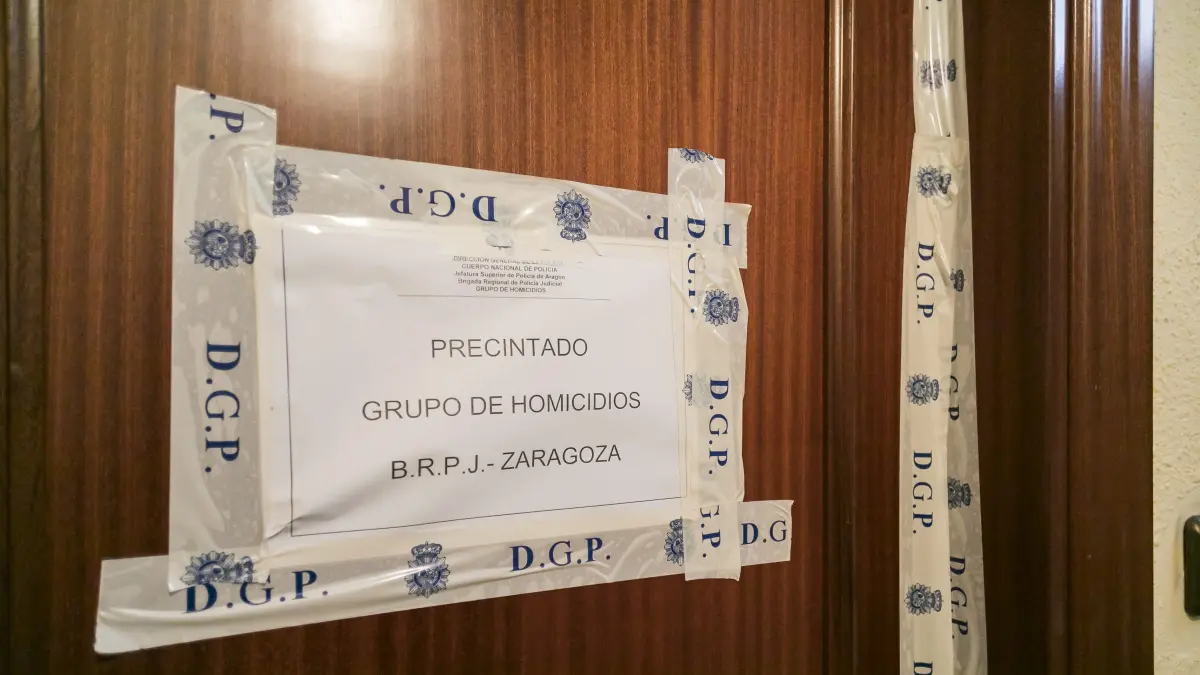 D.G.P.
DIRECCIÓN GENERAL DE LA POLICÍA
CUERPO NACIONAL DE POLICIA
Jefatura Superior de Policía de Aragón
Brigada Regional de Policía Judicial
GRUPO DE HOMICIDIOS
PRECINTADO
GRUPO DE HOMICIDIOS
B.R.P.J.- ZARAGOZA
D.G.P.
D.G.P.
D.G.P.
D.G.P.
D.G.P.
D.G
D.G.P.
D.G.P.
D.G.P.